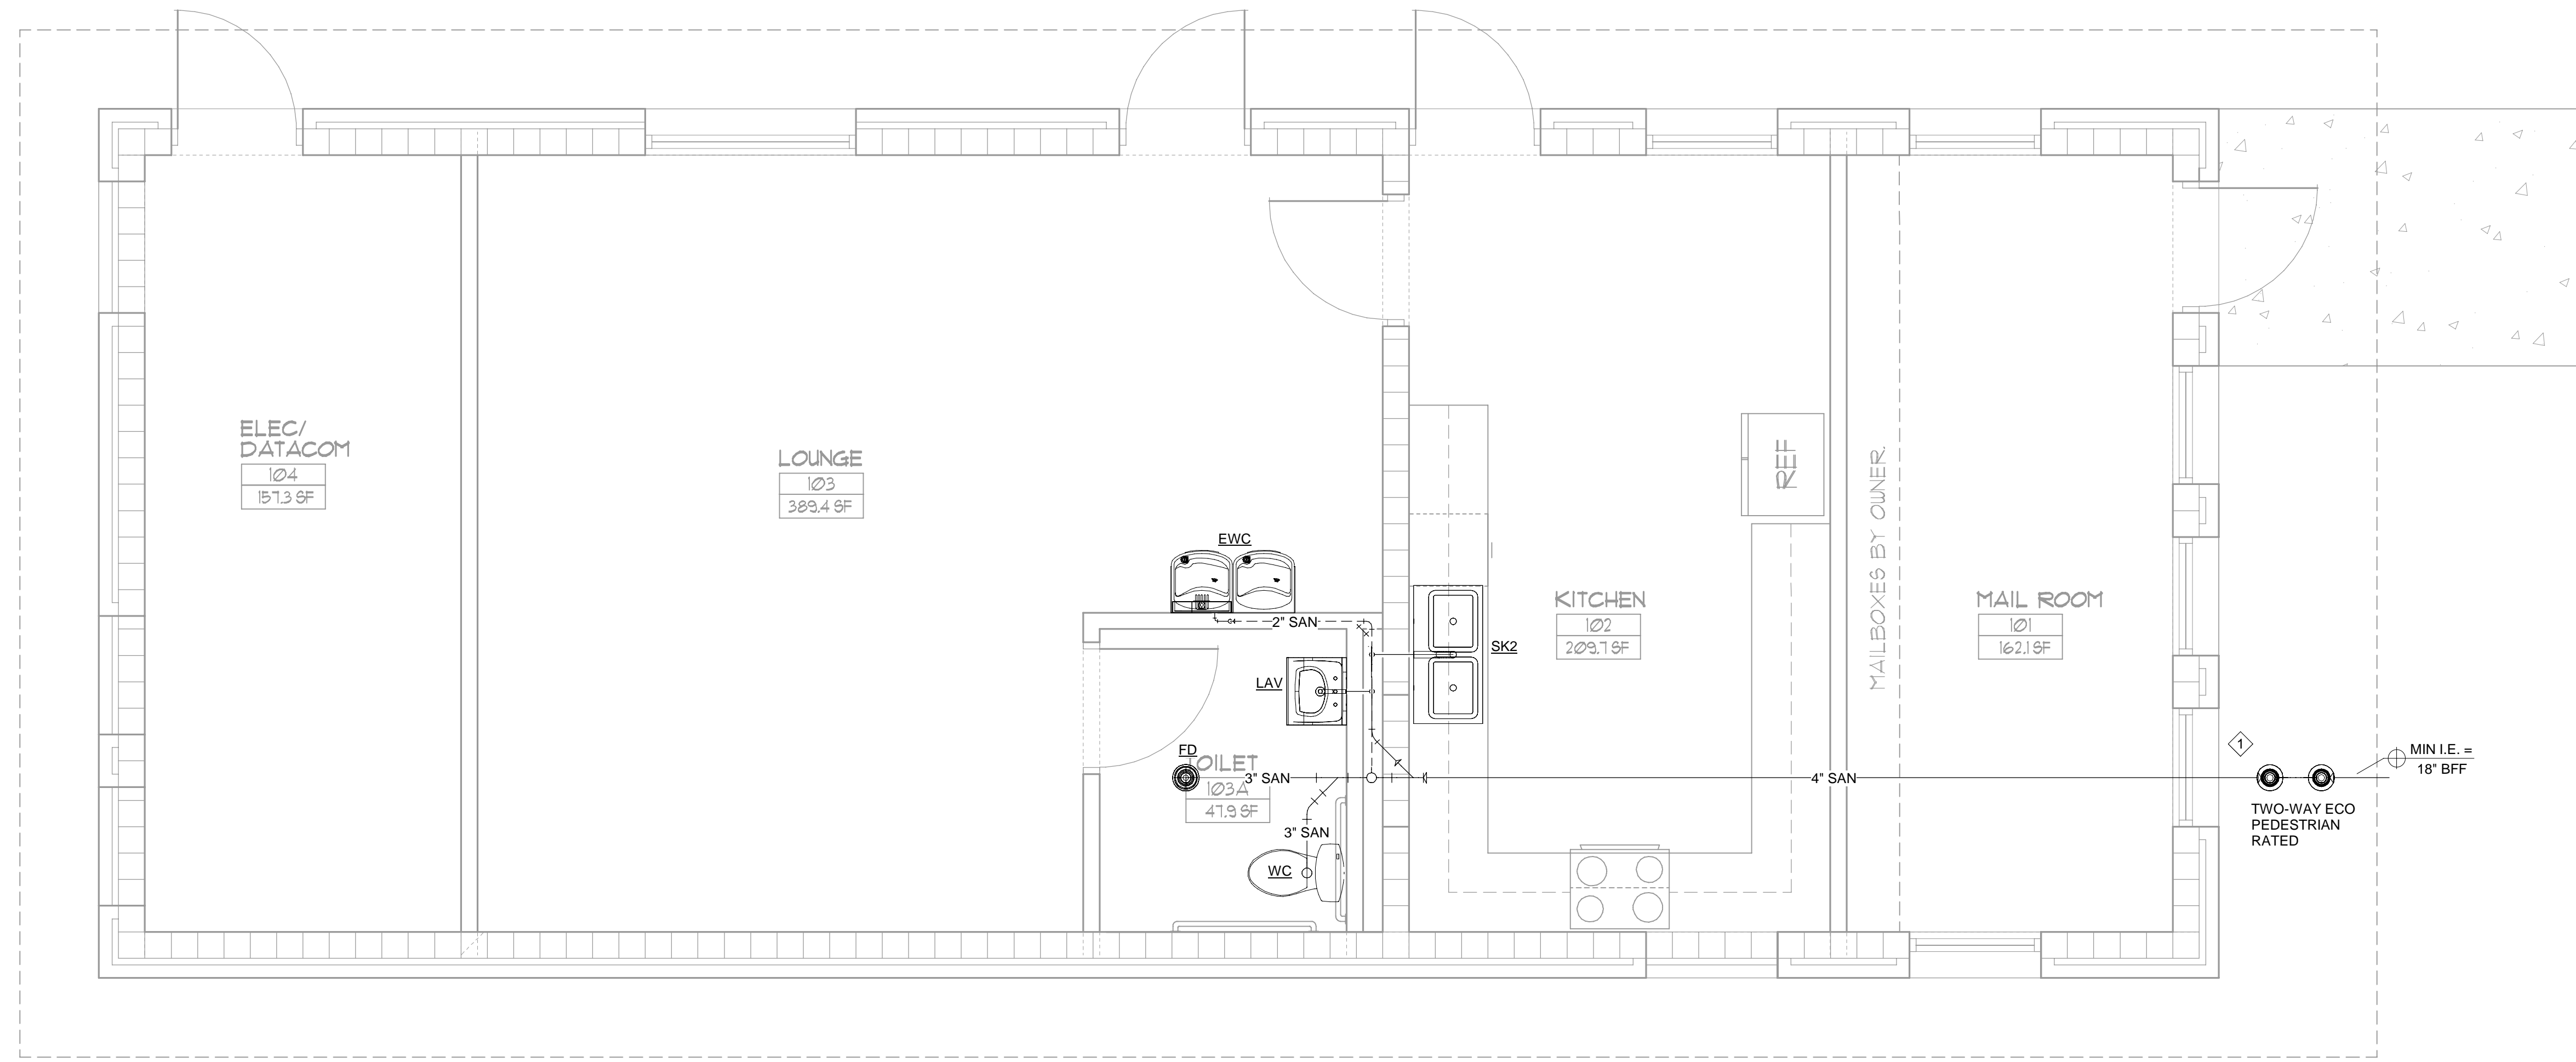 ELEC/
DATACOM
104
157.3 SF
LOUNGE
103
389.4 SF
EWC
2" SAN
LAV
FD
TOILET
103A
47.9 SF
3" SAN
3" SAN
WC
SK2
REF
KITCHEN
102
209.7 SF
MAILBOXES BY OWNER.
MAIL ROOM
101
162.1 SF
4" SAN
1
MIN I.E. =
18" BFF
TWO-WAY ECO
PEDESTRIAN
RATED